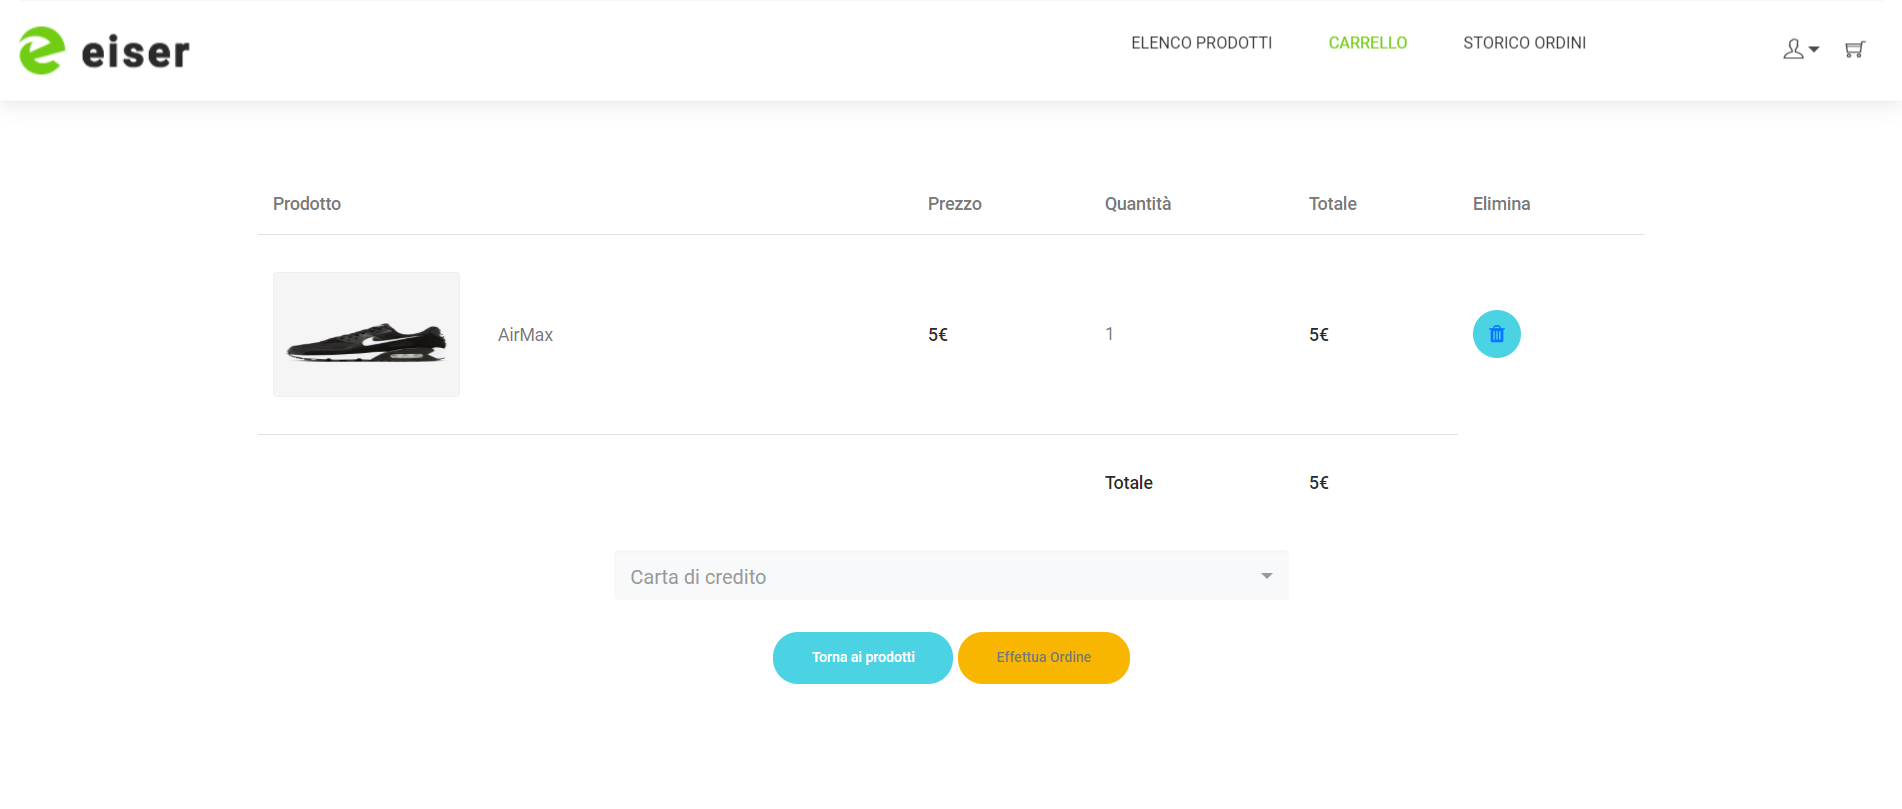 eiser
ELENCO PRODOTTI CARRELLO STORICO ORDINI
Prodotto Prezzo Quantità Totale Elimina
AirMax 5€ 1 5€
Totale 5€
Carta di credito
Torna ai prodotti Effettua Ordine